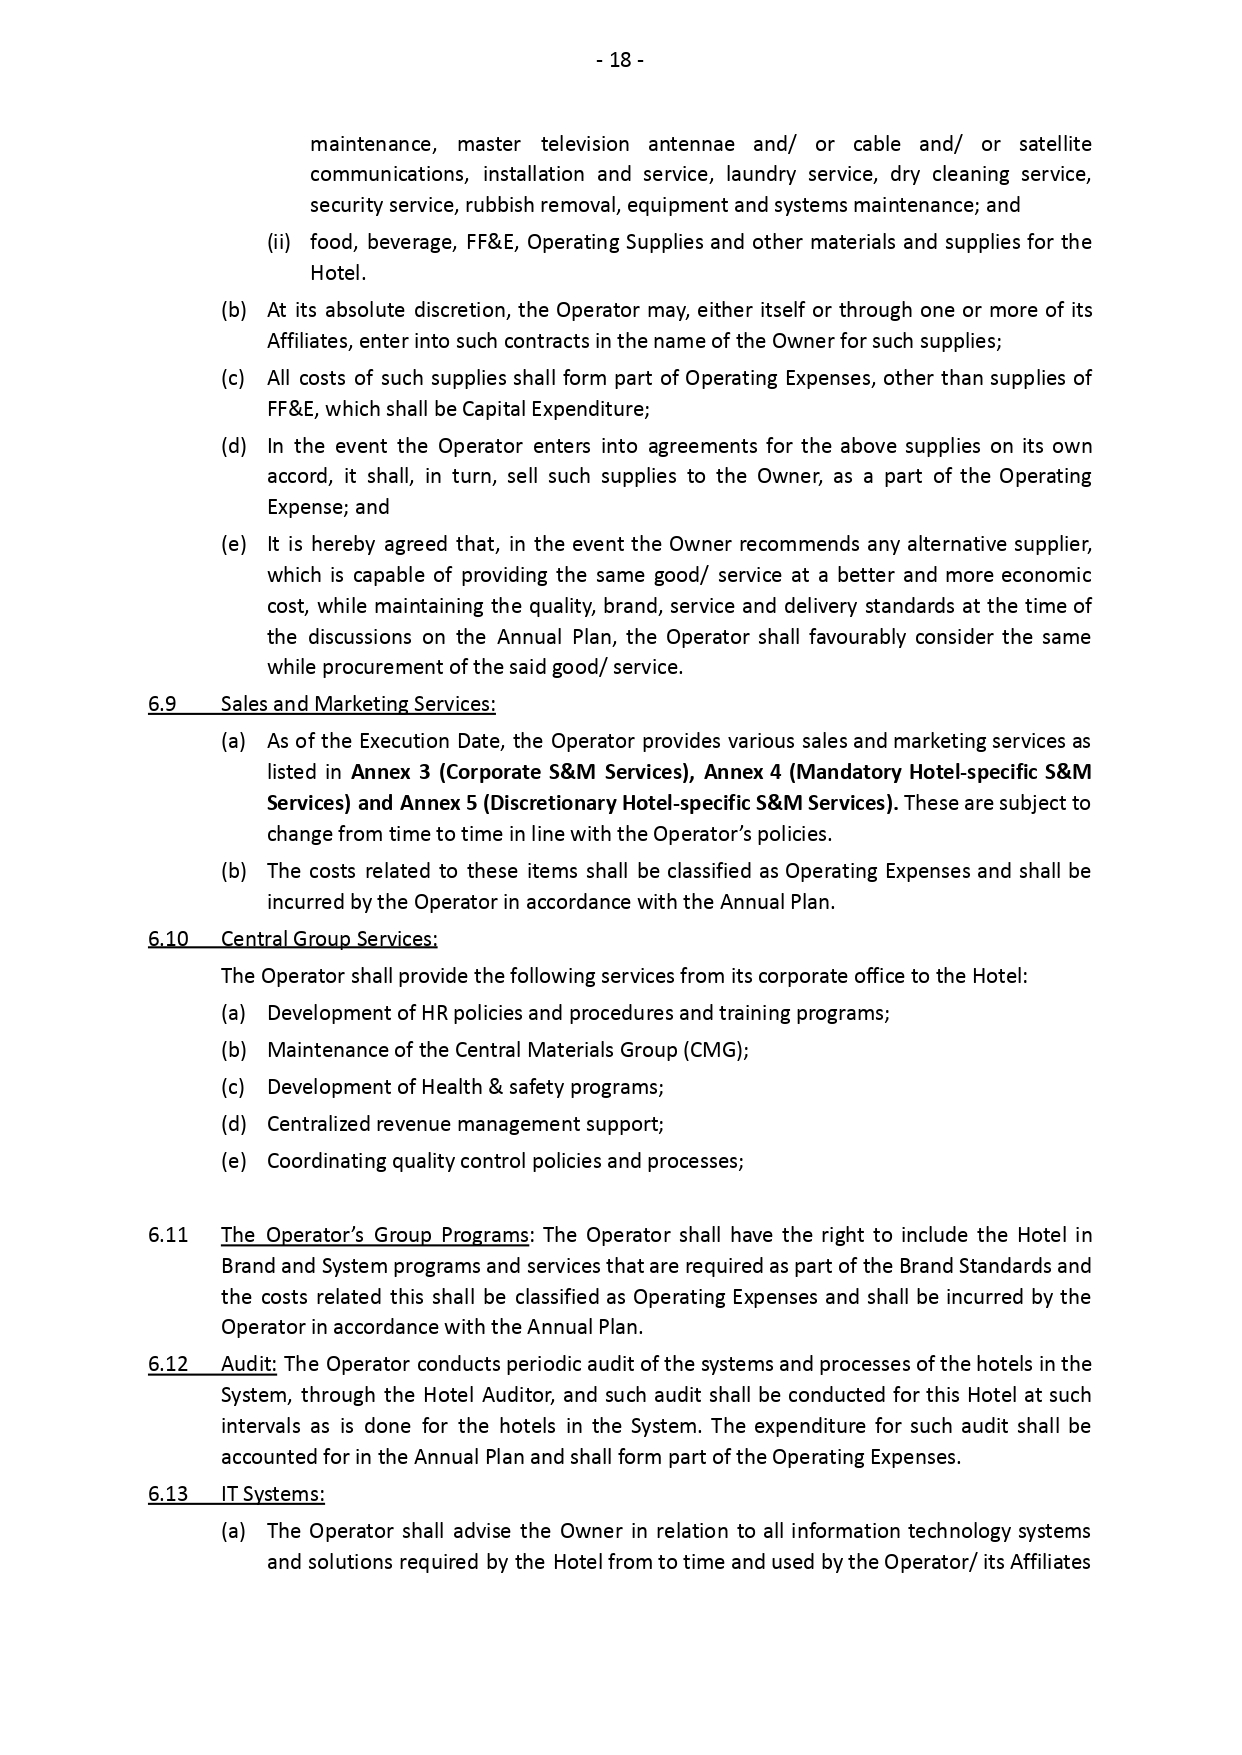 - 18 -
maintenance, master television antennae and/ or cable and/ or satellite
communications, installation and service, laundry service, dry cleaning service,
security service, rubbish removal, equipment and systems maintenance; and
(ii) food, beverage, FF&E, Operating Supplies and other materials and supplies for the
Hotel.
(b) At its absolute discretion, the Operator may, either itself or through one or more of its
Affiliates, enter into such contracts in the name of the Owner for such supplies;
(c) All costs of such supplies shall form part of Operating Expenses, other than supplies of
FF&E, which shall be Capital Expenditure;
(d) In the event the Operator enters into agreements for the above supplies on its own
accord, it shall, in turn, sell such supplies to the Owner, as a part of the Operating
Expense; and
(e) It is hereby agreed that, in the event the Owner recommends any alternative supplier,
which is capable of providing the same good/ service at a better and more economic
cost, while maintaining the quality, brand, service and delivery standards at the time of
the discussions on the Annual Plan, the Operator shall favourably consider the same
while procurement of the said good/ service.
6.9 Sales and Marketing Services:
(a) As of the Execution Date, the Operator provides various sales and marketing services as
listed in Annex 3 (Corporate S&M Services), Annex 4 (Mandatory Hotel-specific S&M
Services) and Annex 5 (Discretionary Hotel-specific S&M Services). These are subject to
change from time to time in line with the Operator’s policies.
(b) The costs related to these items shall be classified as Operating Expenses and shall be
incurred by the Operator in accordance with the Annual Plan.
6.10 Central Group Services:
The Operator shall provide the following services from its corporate office to the Hotel:
(a) Development of HR policies and procedures and training programs;
(b) Maintenance of the Central Materials Group (CMG);
(c) Development of Health & safety programs;
(d) Centralized revenue management support;
(e) Coordinating quality control policies and processes;
6.11 The Operator’s Group Programs: The Operator shall have the right to include the Hotel in
Brand and System programs and services that are required as part of the Brand Standards and
the costs related this shall be classified as Operating Expenses and shall be incurred by the
Operator in accordance with the Annual Plan.
6.12 Audit: The Operator conducts periodic audit of the systems and processes of the hotels in the
System, through the Hotel Auditor, and such audit shall be conducted for this Hotel at such
intervals as is done for the hotels in the System. The expenditure for such audit shall be
accounted for in the Annual Plan and shall form part of the Operating Expenses.
6.13 IT Systems:
(a) The Operator shall advise the Owner in relation to all information technology systems
and solutions required by the Hotel from to time and used by the Operator/ its Affiliates